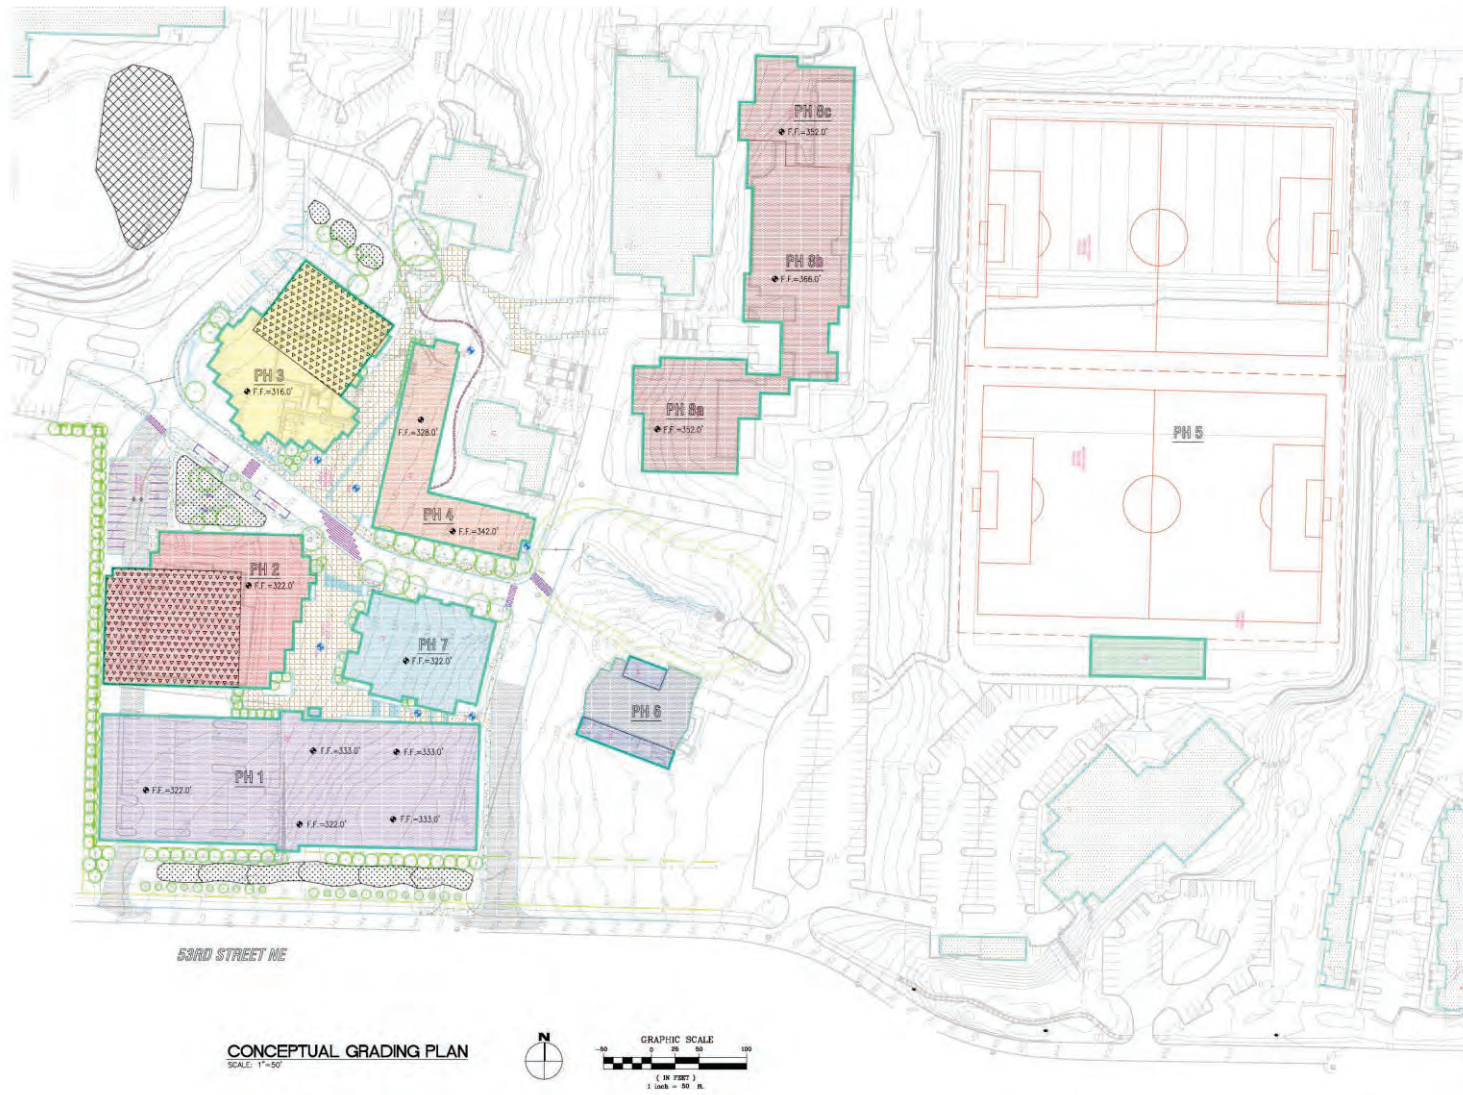 PH 8c
F.F.=352.0'
PH 8b
F.F.=366.0'
PH 3
F.F.=316.0'
PH 8a
F.F.=352.0'
F.F.=328.0'
PH 5
PH 4
F.F.=342.0'
PH 2
F.F.=322.0'
PH 7
F.F.=322.0'
PH 6
F.F.=333.0'
F.F.=333.0'
PH 1
F.F.=322.0'
F.F.=322.0'
F.F.=333.0'
53RD STREET NE
CONCEPTUAL GRADING PLAN
SCALE: 1"=50'
N
GRAPHIC SCALE
-50 0 25 50 100
( IN FEET )
1 inch = 50 ft.